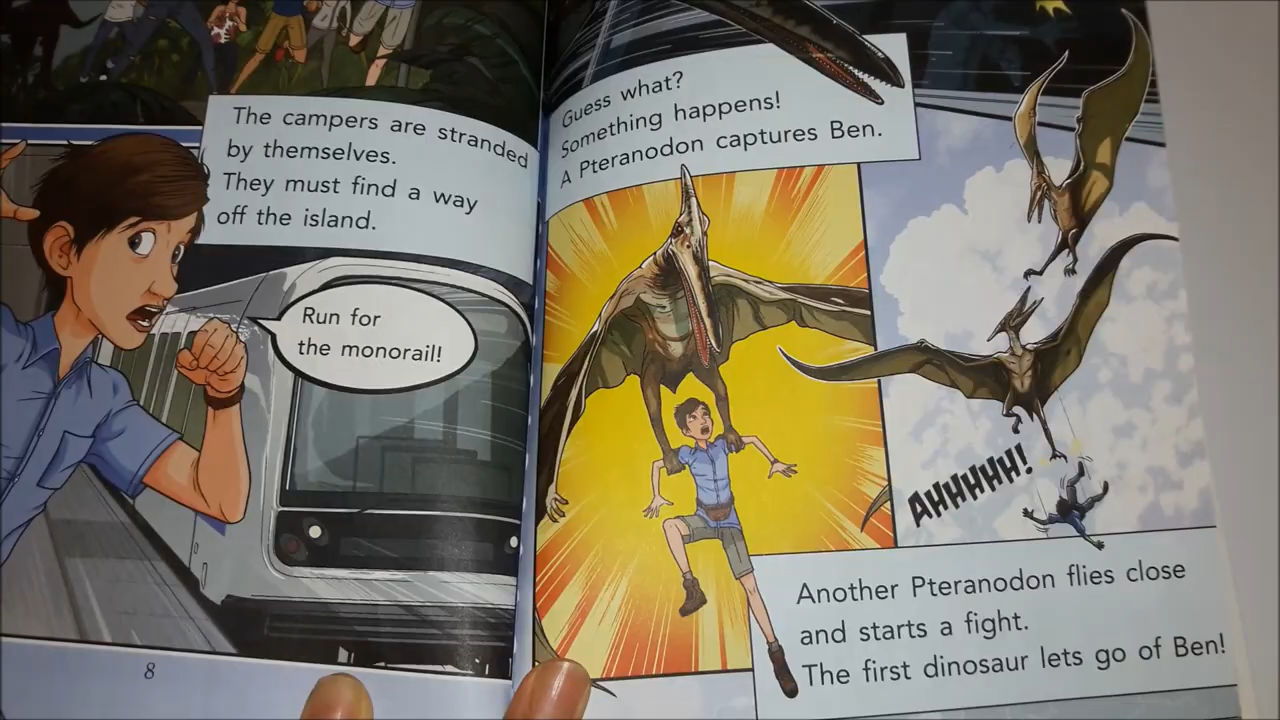 The campers are stranded
by themselves.
They must find a way
off the island.
Run for
the monorail!
8
Guess what?
Something happens!
A Pteranodon captures Ben.
AHHHHH!
Another Pteranodon flies close
and starts a fight.
The first dinosaur lets go of Ben!